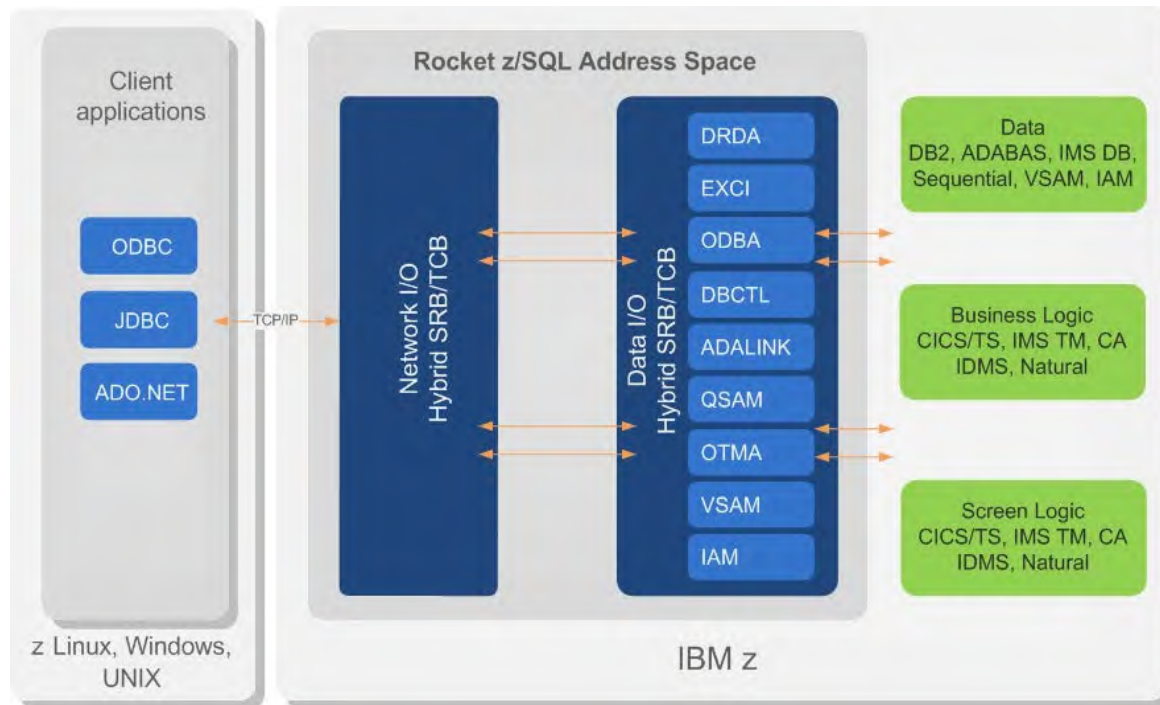 Client
applications
ODBC
JDBC
ADO.NET
z Linux, Windows,
UNIX
TCP/IP
Rocket z/SQL Address Space
Network I/O
Hybrid SRB/TCB
Data I/O
Hybrid SRB/TCB
DRDA
EXCI
ODBA
DBCTL
ADALINK
QSAM
OTMA
VSAM
IAM
Data
DB2, ADABAS, IMS DB,
Sequential, VSAM, IAM
Business Logic
CICS/TS, IMS TM, CA
IDMS, Natural
Screen Logic
CICS/TS, IMS TM, CA
IDMS, Natural
IBM z